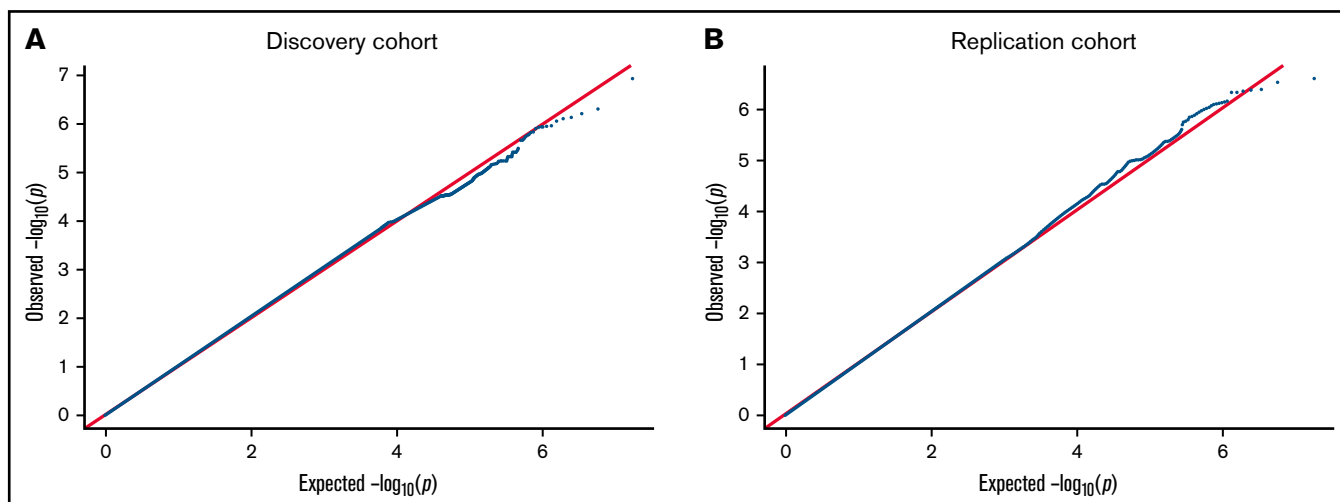 A
Discovery cohort
7
6
5
4
3
2
1
0
Observed –log10(p)
0
2
4
6
Expected –log10(p)
B
Replication cohort
6
5
4
3
2
1
0
Observed –log10(p)
0
2
4
6
Expected –log10(p)